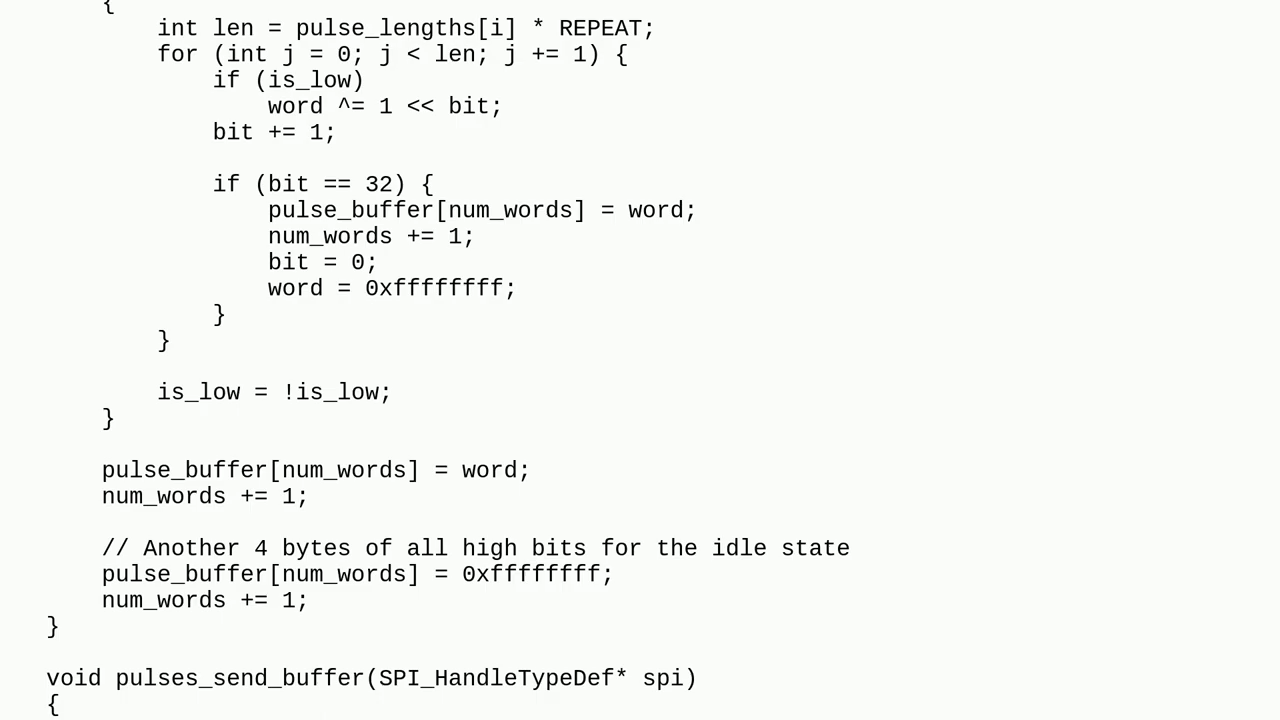 {
int len = pulse_lengths[i] * REPEAT;
for (int j = 0; j < len; j += 1) {
if (is_low)
word ^= 1 << bit;
bit += 1;
if (bit == 32) {
pulse_buffer[num_words] = word;
num_words += 1;
bit = 0;
word = 0xffffffff;
}
}
is_low = !is_low;
}
pulse_buffer[num_words] = word;
num_words += 1;
// Another 4 bytes of all high bits for the idle state
pulse_buffer[num_words] = 0xffffffff;
num_words += 1;
}
void pulses_send_buffer(SPI_HandleTypeDef* spi)
{